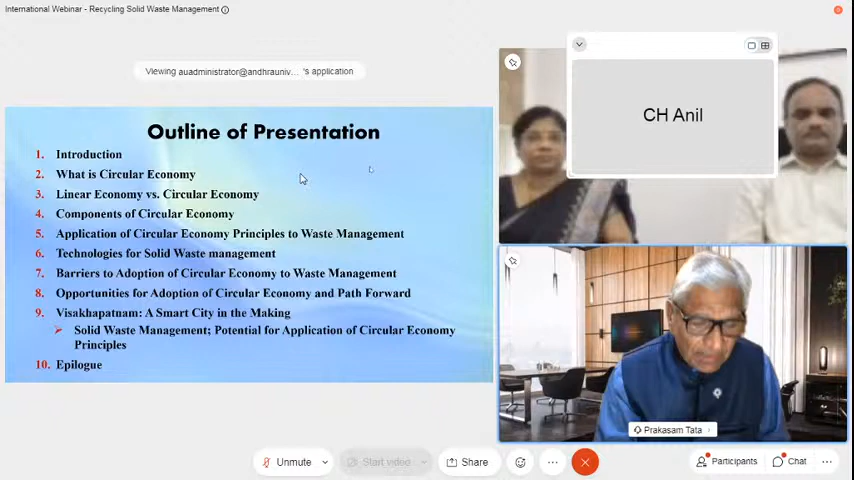 International Webinar - Recycling Solid Waste Management
Viewing auadministrator@andhrauniv... 's application
CH Anil
Outline of Presentation
1. Introduction
2. What is Circular Economy
3. Linear Economy vs. Circular Economy
4. Components of Circular Economy
5. Application of Circular Economy Principles to Waste Management
6. Technologies for Solid Waste management
7. Barriers to Adoption of Circular Economy to Waste Management
8. Opportunities for Adoption of Circular Economy and Path Forward
9. Visakhapatnam: A Smart City in the Making
➢ Solid Waste Management; Potential for Application of Circular Economy
Principles
10. Epilogue
Prakasam Tata
Unmute
Start video
Share
Participants
Chat